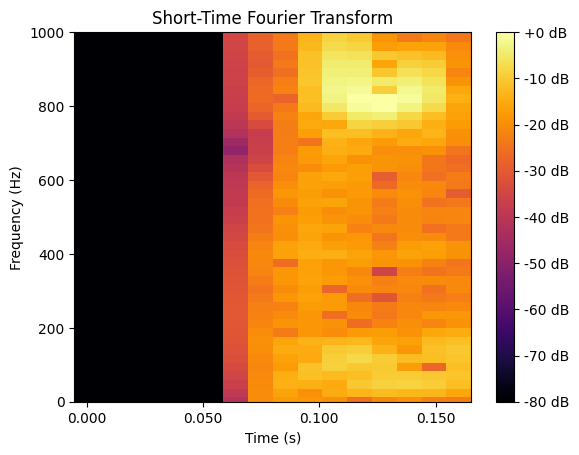 Short-Time Fourier Transform
Frequency (Hz)
1000
800
600
400
200
0
0.000
0.050
0.100
0.150
Time (s)
+0 dB
-10 dB
-20 dB
-30 dB
-40 dB
-50 dB
-60 dB
-70 dB
-80 dB